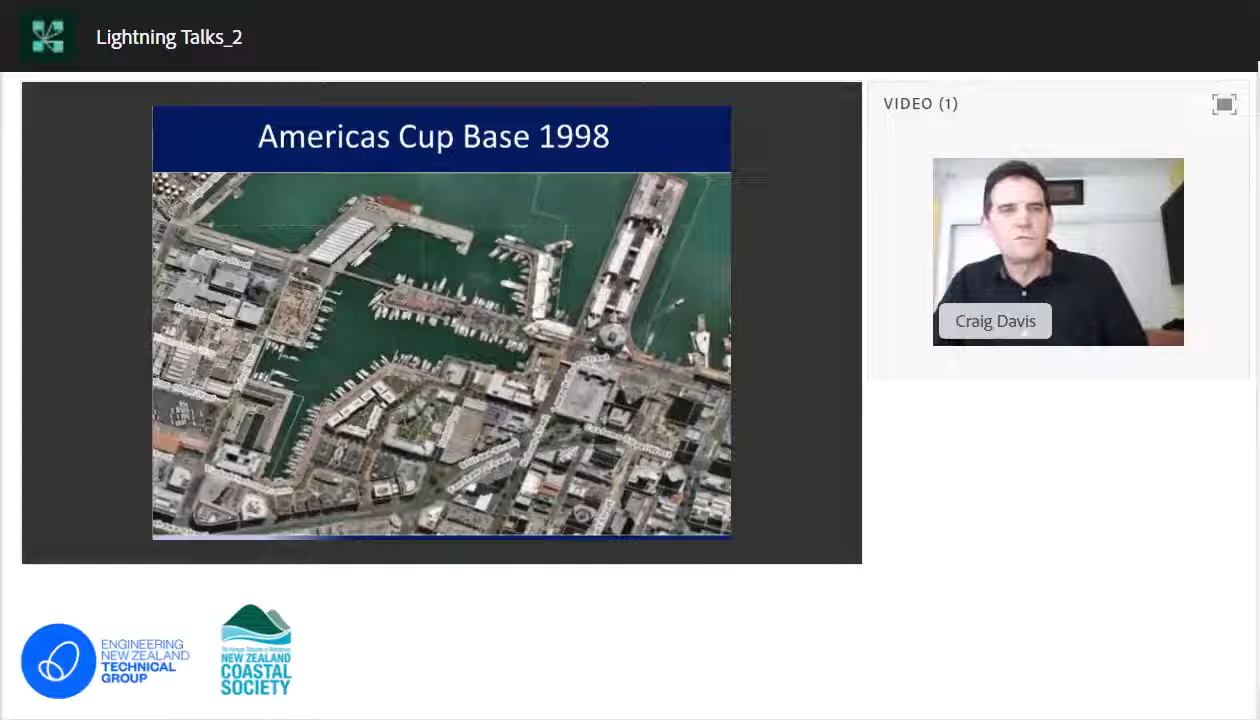 Lightning Talks_2
Americas Cup Base 1998
VIDEO (1)
Craig Davis
ENGINEERING
NEW ZEALAND
TECHNICAL
GROUP
NEW ZEALAND
COASTAL
SOCIETY